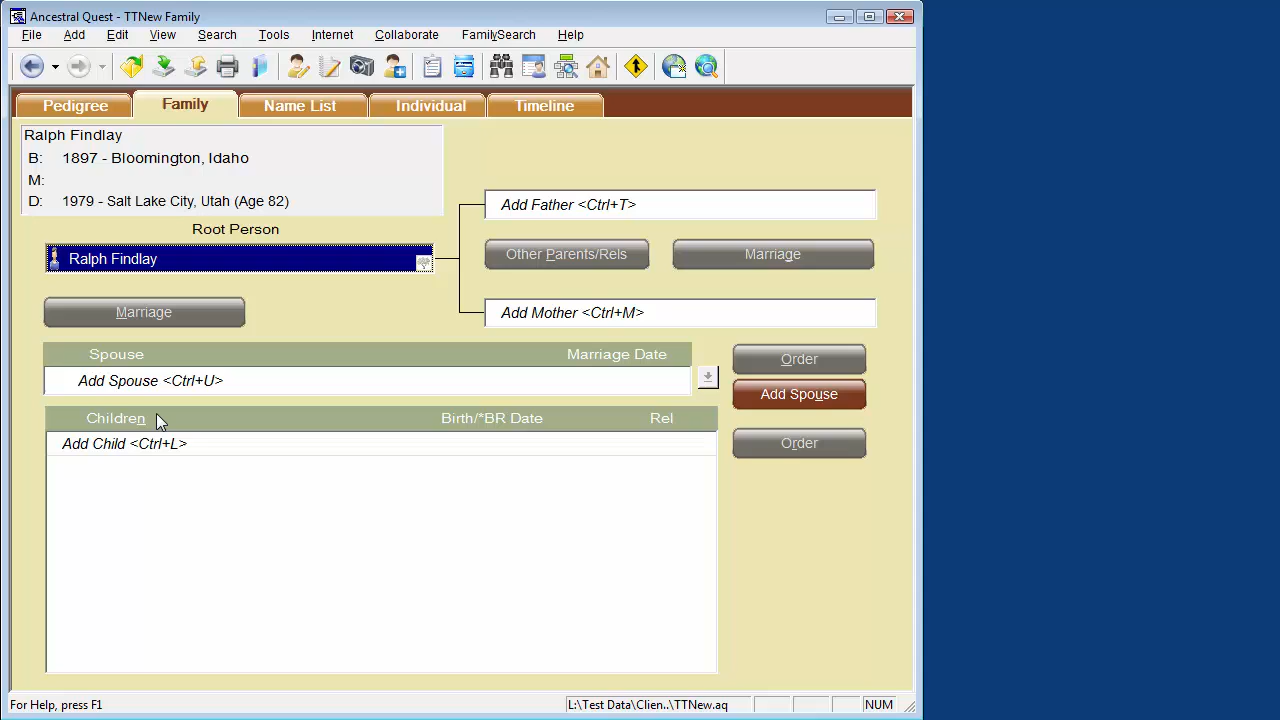 Ancestral Quest - TTNew Family
File Add Edit View Search Tools Internet Collaborate FamilySearch Help
Pedigree Family Name List Individual Timeline
Ralph Findlay
B: 1897 - Bloomington, Idaho
M:
D: 1979 - Salt Lake City, Utah (Age 82)
Root Person
Ralph Findlay
Add Father <Ctrl+T>
Other Parents/Rels Marriage
Add Mother <Ctrl+M>
Marriage
Spouse Marriage Date
Add Spouse <Ctrl+U>
Order
Add Spouse
Children Birth/*BR Date Rel
Add Child <Ctrl+L>
Order
For Help, press F1 L:\Test Data\Clien..\TTNew.aq NUM